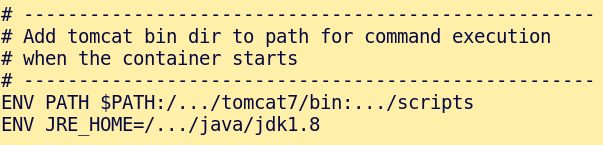 # ----------------------------------------------------
# Add tomcat bin dir to path for command execution
# when the container starts
# ----------------------------------------------------
ENV PATH $PATH:/.../tomcat7/bin:.../scripts
ENV JRE_HOME=/.../java/jdk1.8